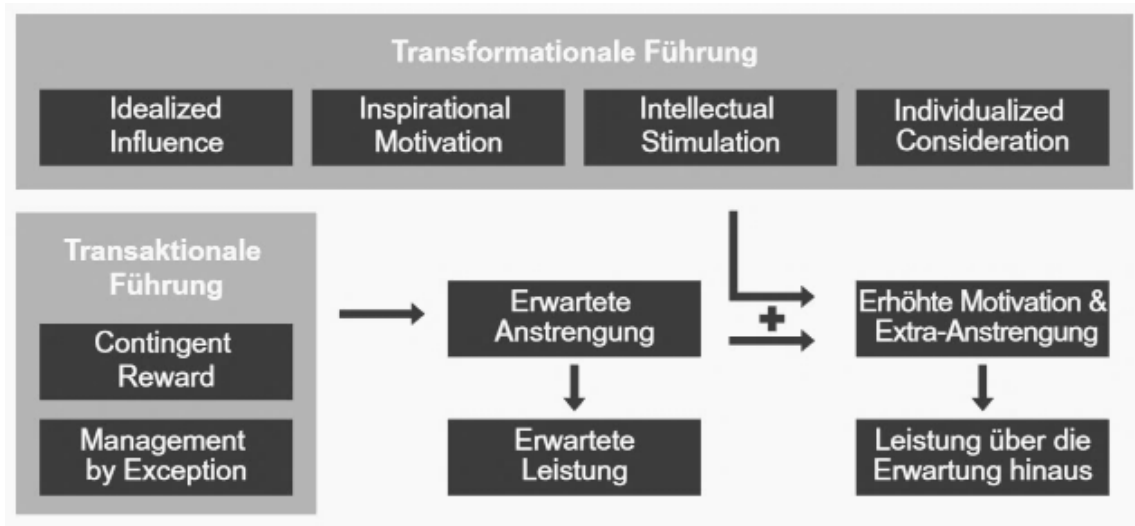 Transformationale Führung
Idealized
Influence
Inspirational
Motivation
Intellectual
Stimulation
Individualized
Consideration
Transaktionale
Führung
Contingent
Reward
Management
by Exception
Erwartete
Anstrengung
+
Erhöhte Motivation &
Extra-Anstrengung
Erwartete
Leistung
Leistung über die
Erwartung hinaus